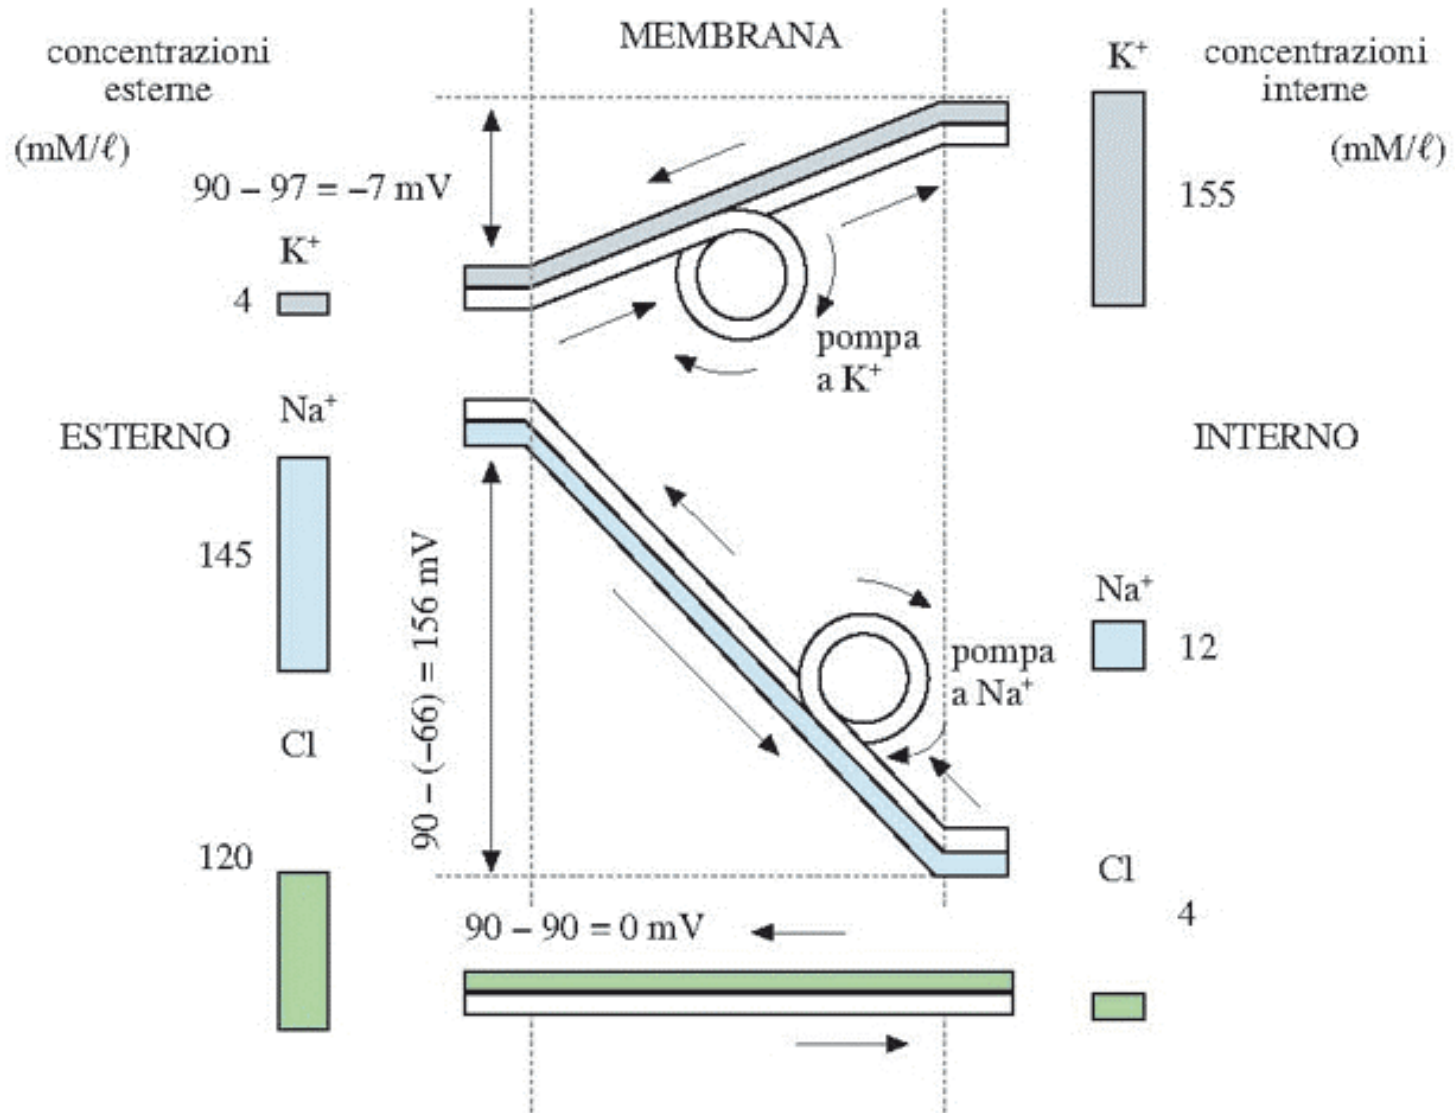 MEMBRANA
concentrazioni
esterne
(mM/ℓ)
K⁺
concentrazioni
interne
(mM/ℓ)
90 – 97 = –7 mV
155
K⁺
4
pompa
a K⁺
Na⁺
ESTERNO
INTERNO
145
90 – (–66) = 156 mV
Na⁺
12
pompa
a Na⁺
Cl
120
Cl
4
90 – 90 = 0 mV